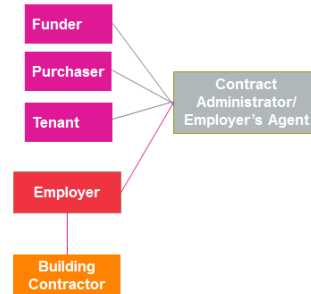 Funder
Purchaser
Tenant
Contract
Administrator/
Employer's Agent
Employer
Building
Contractor